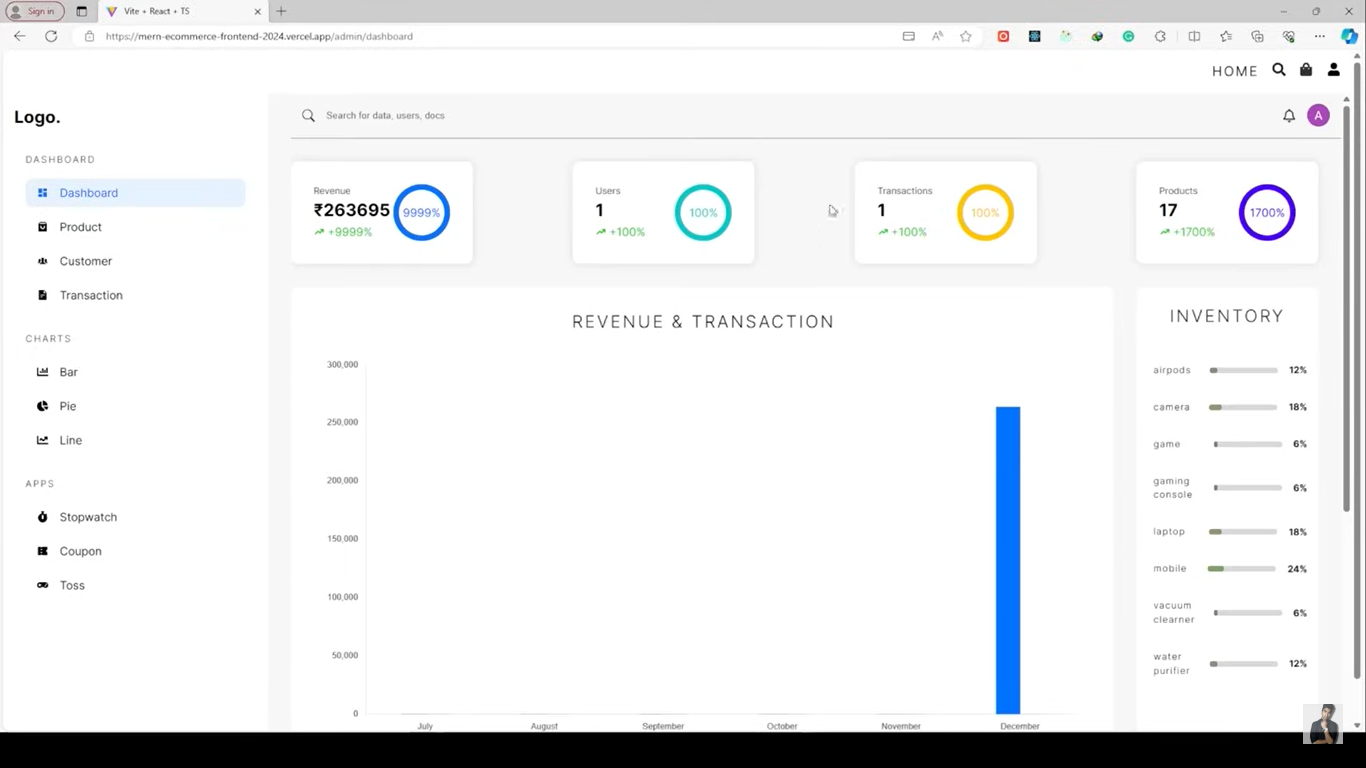 Sign in
Vite + React + TS
https://mern-ecommerce-frontend-2024.vercel.app/admin/dashboard
HOME
Logo.
DASHBOARD
Dashboard
Product
Customer
Transaction
CHARTS
Bar
Pie
Line
APPS
Stopwatch
Coupon
Toss
Search for data, users, docs
A
Revenue
₹263695
+9999%
9999%
Users
1
+100%
100%
Transactions
1
+100%
100%
Products
17
+1700%
1700%
REVENUE & TRANSACTION
300,000
250,000
200,000
150,000
100,000
50,000
0
July August September October November December
INVENTORY
airpods 12%
camera 18%
game 6%
gaming
console 6%
laptop 18%
mobile 24%
vacuum
clearner 6%
water
purifier 12%